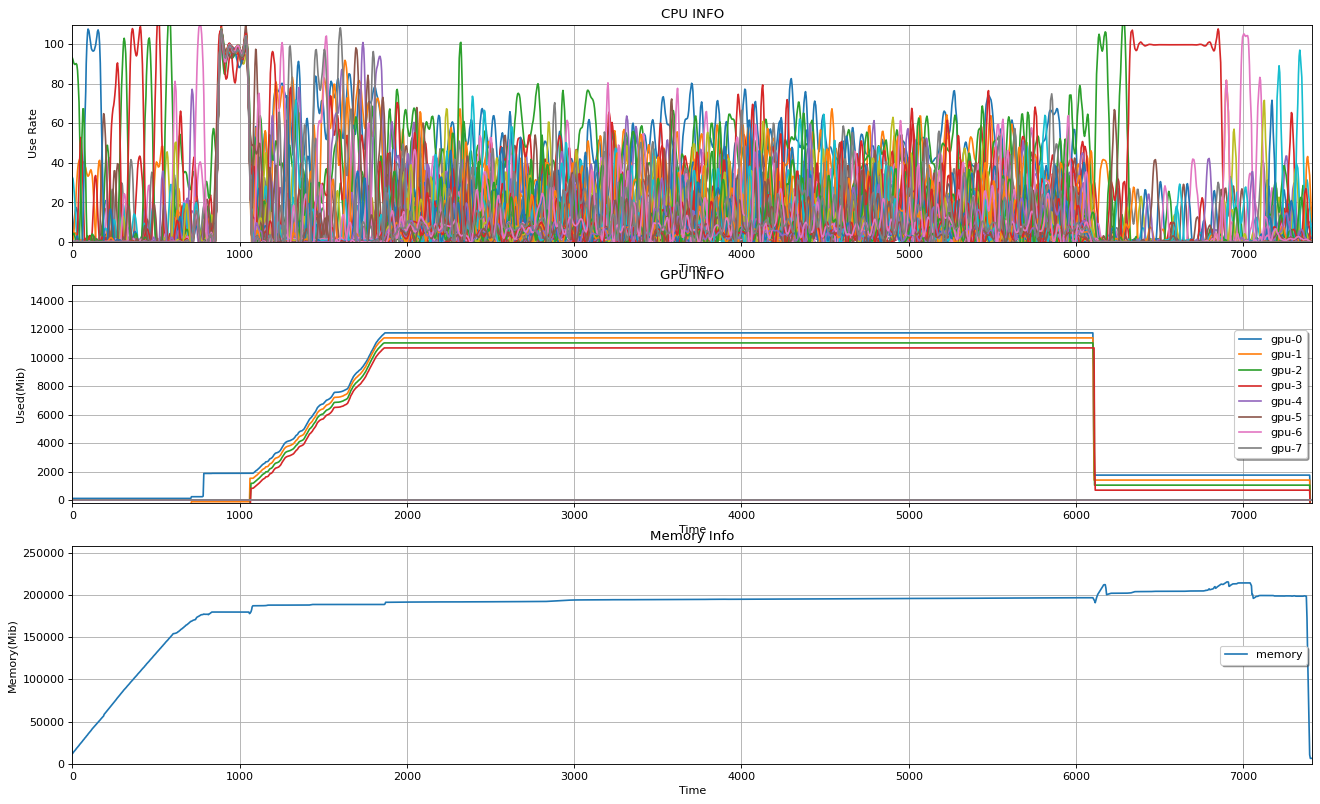 CPU INFO
Use Rate
100
80
60
40
20
0
0 1000 2000 3000 4000 5000 6000 7000
Time
GPU INFO
Used(Mib)
14000
12000
10000
8000
6000
4000
2000
0
gpu-0
gpu-1
gpu-2
gpu-3
gpu-4
gpu-5
gpu-6
gpu-7
0 1000 2000 3000 4000 5000 6000 7000
Time
Memory Info
Memory(Mib)
250000
200000
150000
100000
50000
0
memory
0 1000 2000 3000 4000 5000 6000 7000
Time